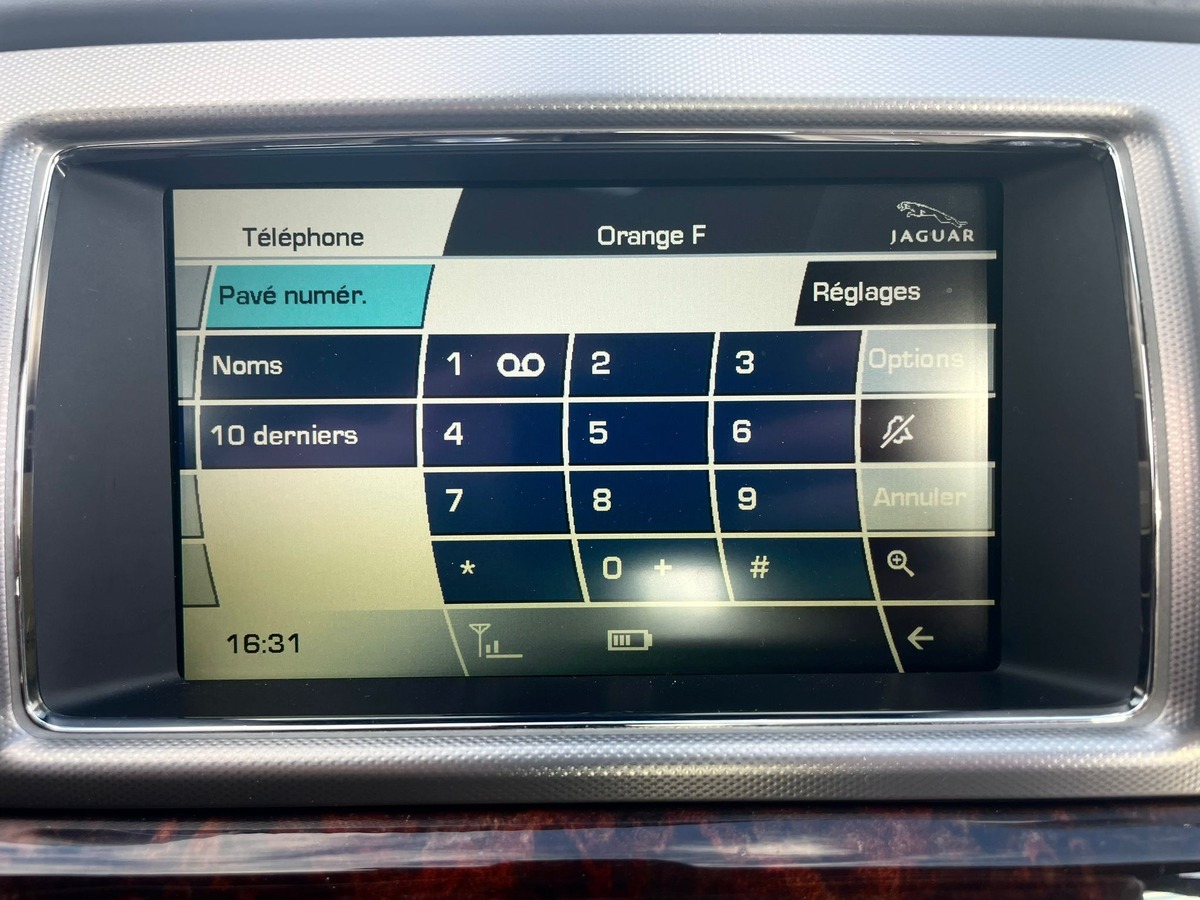 Téléphone
Orange F
JAGUAR
Pavé numér.
Réglages
Noms
1
2
3
Options
10 derniers
4
5
6
7
8
9
Annuler
*
0 +
#
16:31